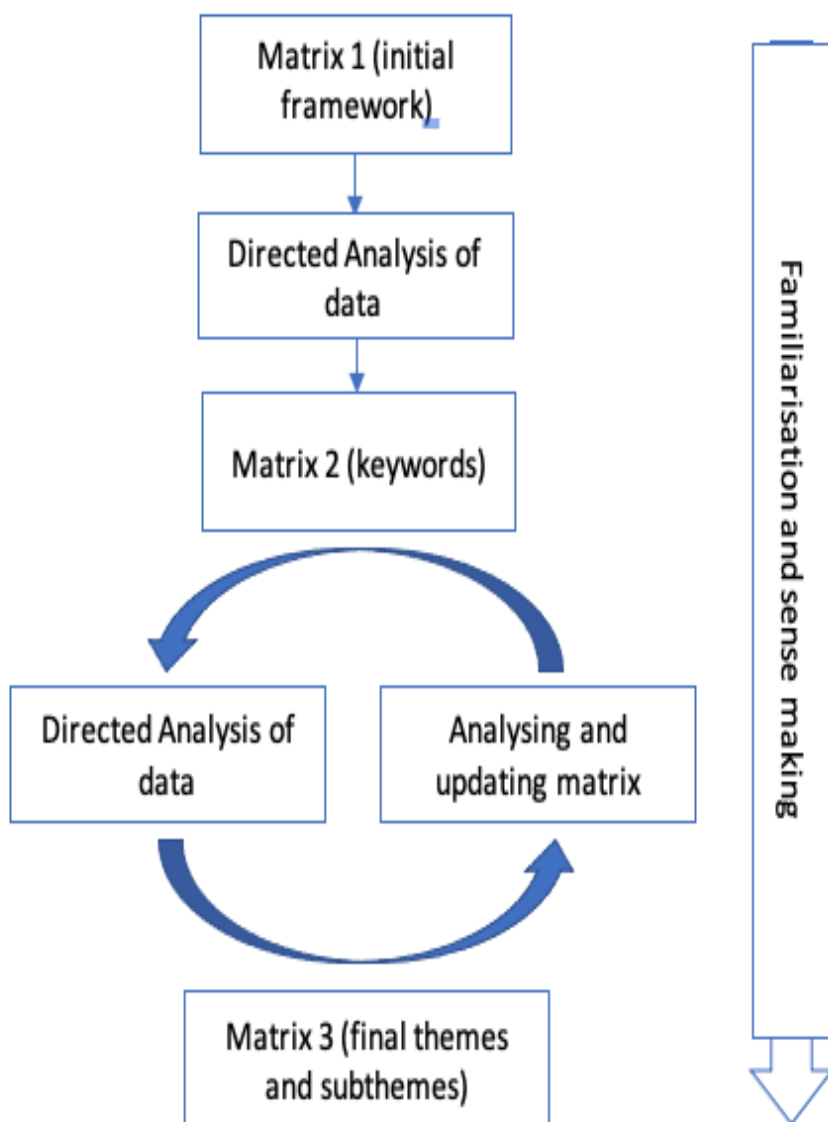 Matrix 1 (initial
framework)
Directed Analysis of
data
Matrix 2 (keywords)
Directed Analysis of
data
Analysing and
updating matrix
Matrix 3 (final themes
and subthemes)
Familiarisation and sense making